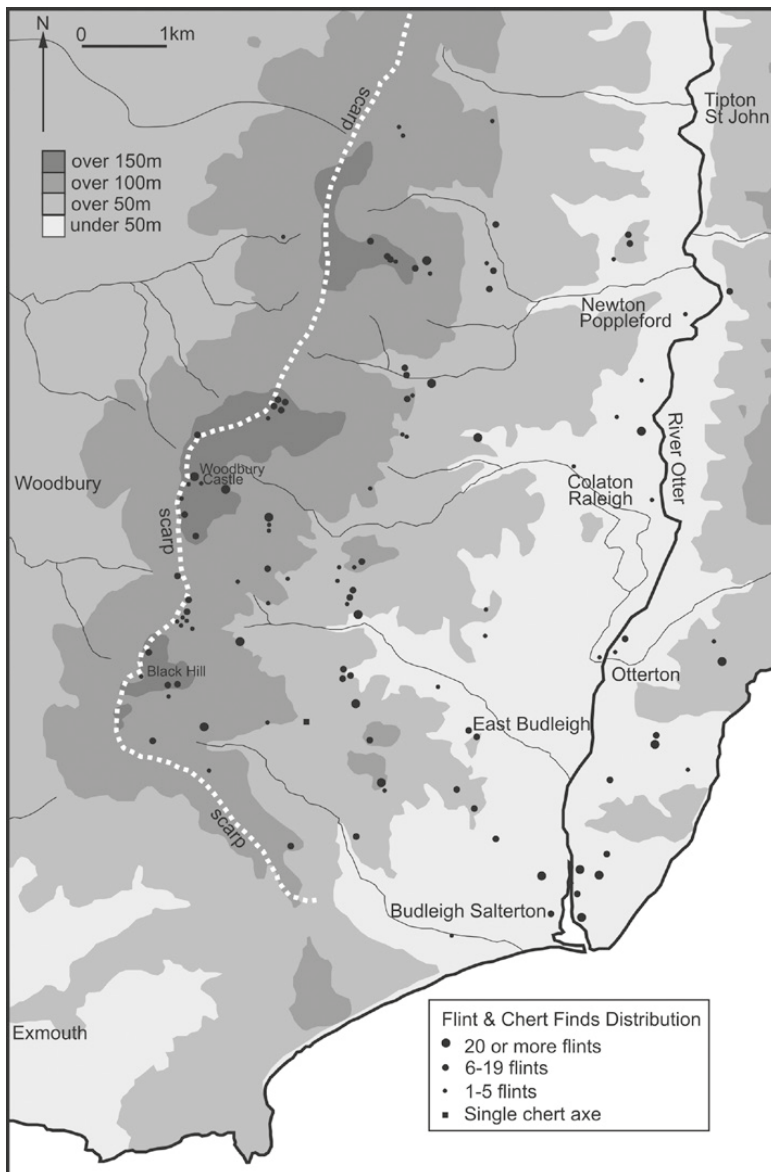 N
0 1km
over 150m
over 100m
over 50m
under 50m
scarp
Tipton
St John
Newton
Poppleford
River Otter
Woodbury
Castle
Woodbury
Colaton
Raleigh
scarp
Black Hill
Otterton
East Budleigh
scarp
Budleigh Salterton
Exmouth
Flint & Chert Finds Distribution
20 or more flints
6-19 flints
1-5 flints
Single chert axe